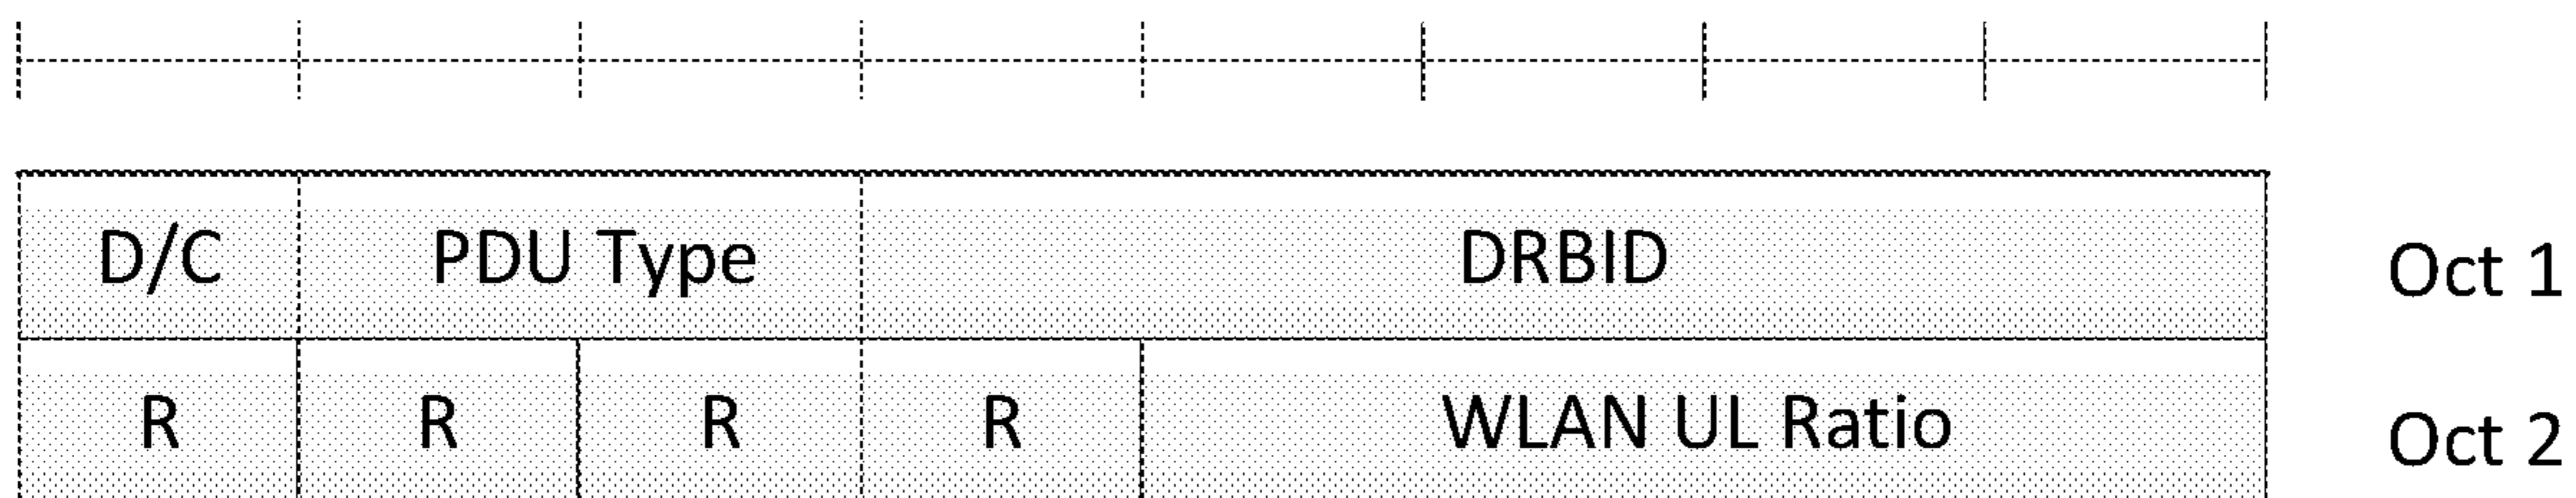 D/C PDU Type DRBID Oct 1
R R R R WLAN UL Ratio Oct 2